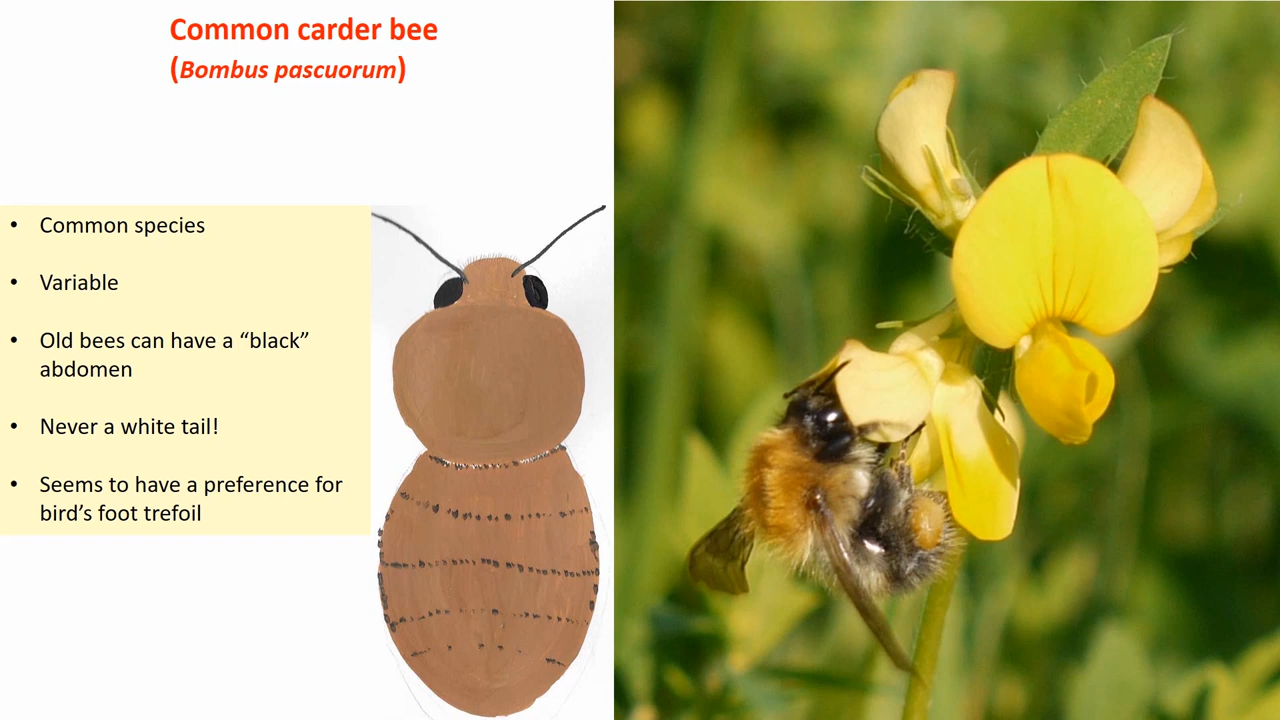 Common carder bee
(Bombus pascuorum)
• Common species
• Variable
• Old bees can have a “black”
abdomen
• Never a white tail!
• Seems to have a preference for
bird’s foot trefoil